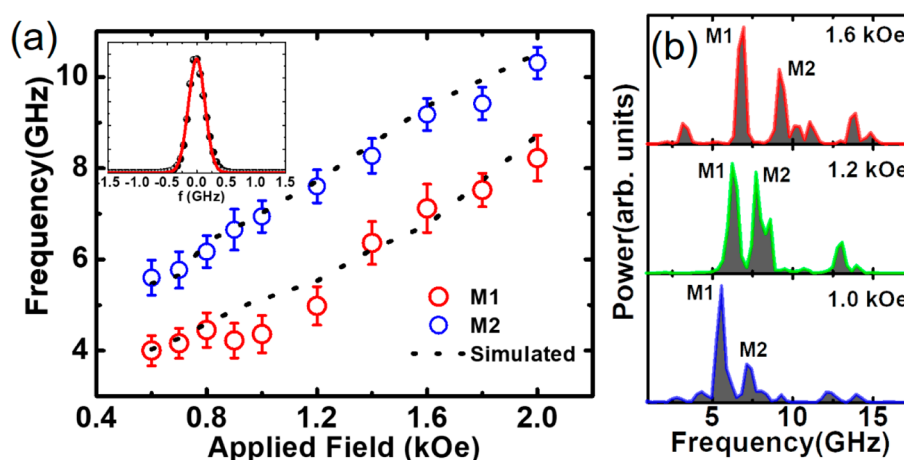 (a)
Frequency(GHz)
10
8
6
4
0.4 0.8 1.2 1.6 2.0
Applied Field (kOe)
-1.5 -1.0 -0.5 0.0 0.5 1.0 1.5
f (GHz)
M1
M2
Simulated
(b)
Power(arb. units)
M1
M2
1.6 kOe
M1
M2
1.2 kOe
M1
M2
1.0 kOe
5 10 15
Frequency(GHz)